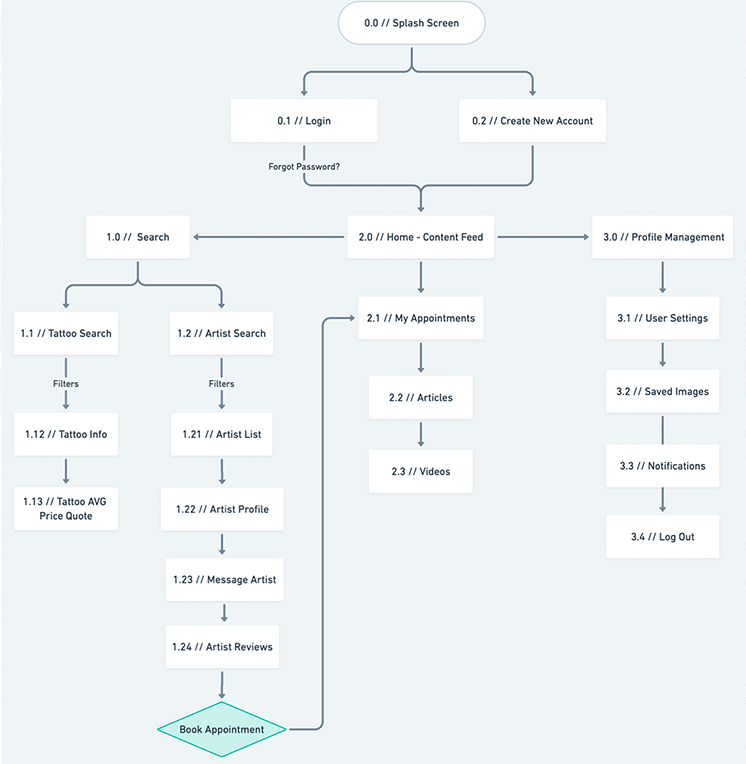 0.0 // Splash Screen
0.1 // Login
0.2 // Create New Account
Forgot Password?
1.0 // Search
2.0 // Home - Content Feed
3.0 // Profile Management
1.1 // Tattoo Search
1.2 // Artist Search
2.1 // My Appointments
3.1 // User Settings
Filters
Filters
2.2 // Articles
3.2 // Saved Images
1.12 // Tattoo Info
1.21 // Artist List
2.3 // Videos
3.3 // Notifications
1.13 // Tattoo AVG
Price Quote
1.22 // Artist Profile
3.4 // Log Out
1.23 // Message Artist
1.24 // Artist Reviews
Book Appointment